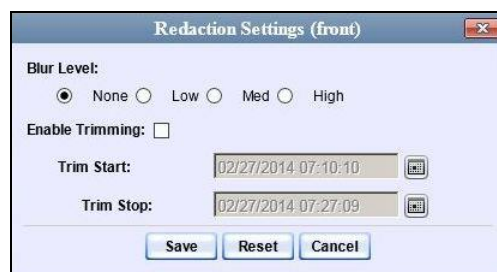 Redaction Settings (front)
Blur Level:
None Low Med High
Enable Trimming:
Trim Start: 02/27/2014 07:10:10
Trim Stop: 02/27/2014 07:27:09
Save Reset Cancel